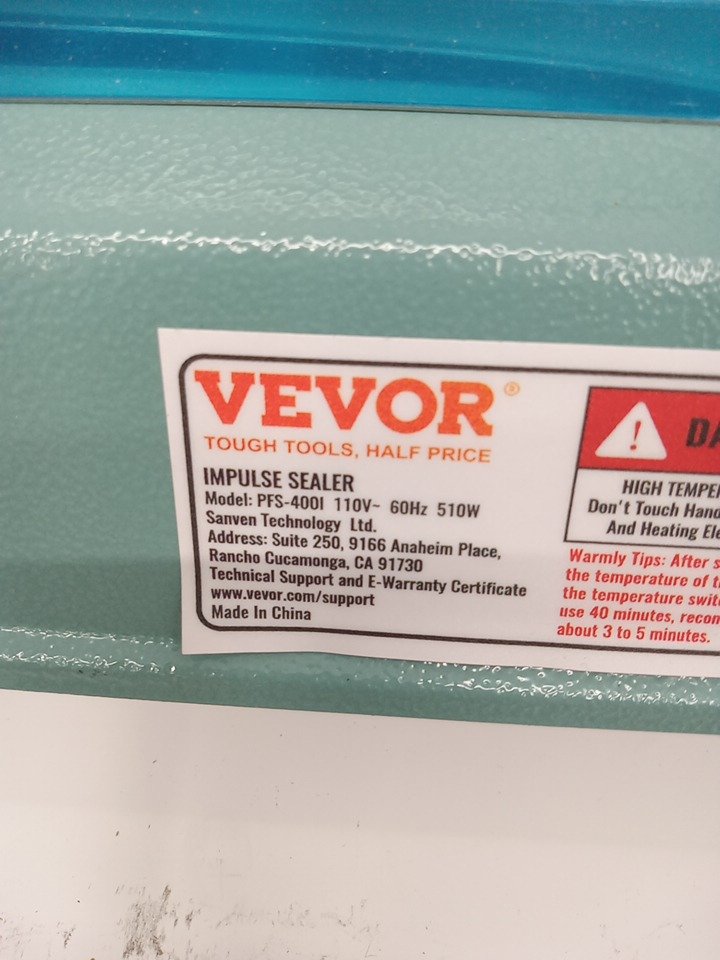 VEVOR®
TOUGH TOOLS, HALF PRICE
IMPULSE SEALER
Model: PFS-400I 110V~ 60Hz 510W
Sanven Technology Ltd.
Address: Suite 250, 9166 Anaheim Place,
Rancho Cucamonga, CA 91730
Technical Support and E-Warranty Certificate
www.vevor.com/support
Made In China
HIGH
Don't Touch
And Heating
Warmly Tips: After
the temperature of
the temperature
use 40 minutes,
about 3 to 5 minutes.